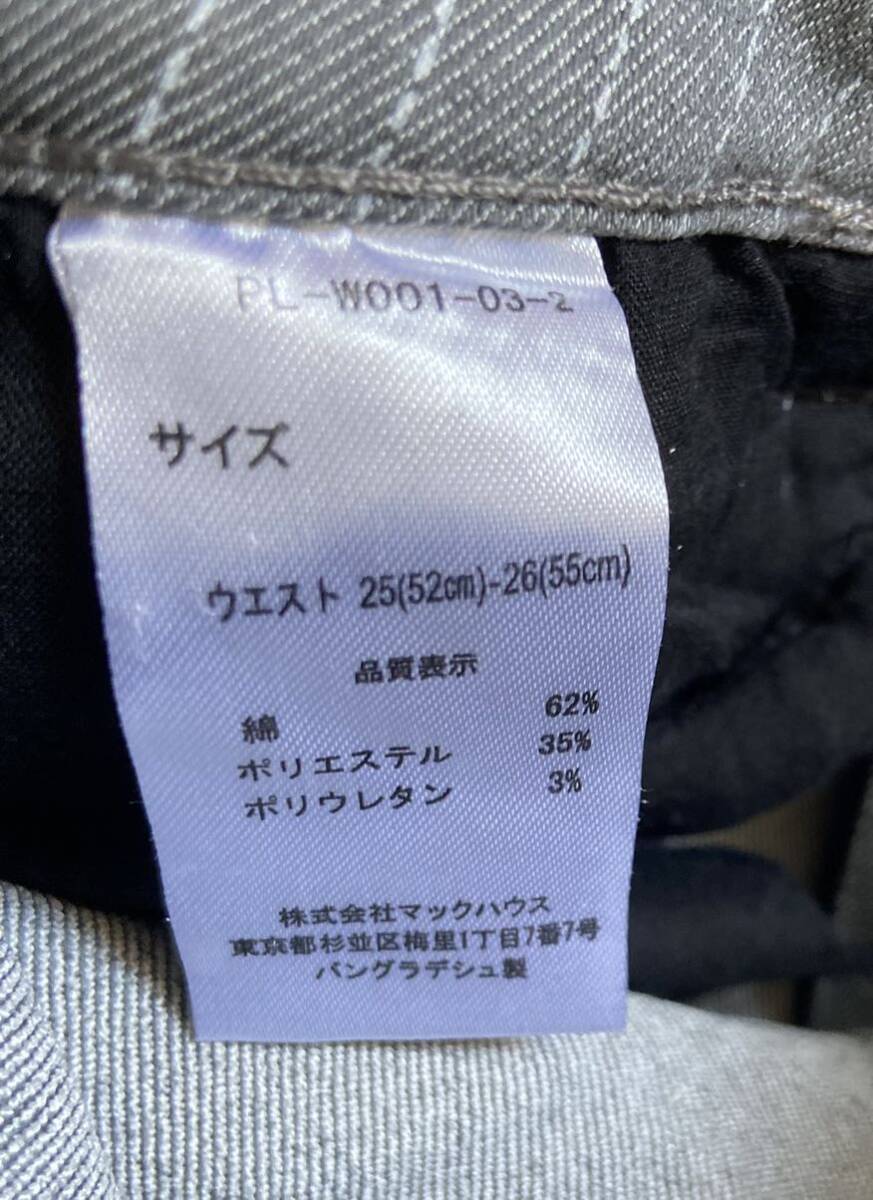 PL-W001-03-2
サイズ
ウエスト 25(52㎝)-26(55cm)
品質表示
綿 62%
ポリエステル 35%
ポリウレタン 3%
株式会社マックハウス
東京都杉並区梅里1丁目7番7号
バングラデシュ製